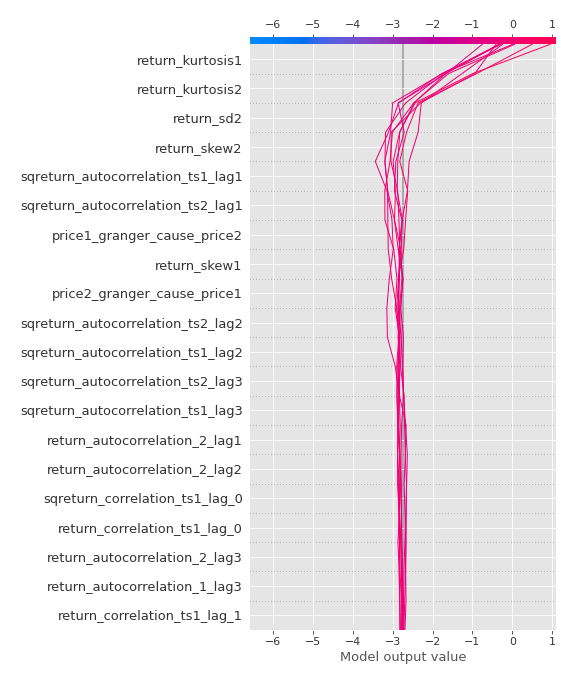 −6 −5 −4 −3 −2 −1 0 1
return_kurtosis1
return_kurtosis2
return_sd2
return_skew2
sqreturn_autocorrelation_ts1_lag1
sqreturn_autocorrelation_ts2_lag1
price1_granger_cause_price2
return_skew1
price2_granger_cause_price1
sqreturn_autocorrelation_ts2_lag2
sqreturn_autocorrelation_ts1_lag2
sqreturn_autocorrelation_ts2_lag3
sqreturn_autocorrelation_ts1_lag3
return_autocorrelation_2_lag1
return_autocorrelation_2_lag2
sqreturn_correlation_ts1_lag_0
return_correlation_ts1_lag_0
return_autocorrelation_2_lag3
return_autocorrelation_1_lag3
return_correlation_ts1_lag_1
−6 −5 −4 −3 −2 −1 0 1
Model output value